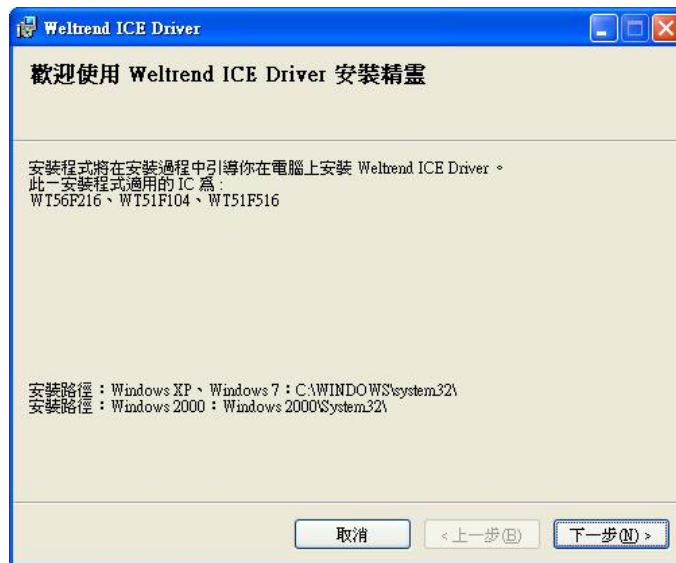 Weltrend ICE Driver
歡迎使用 Weltrend ICE Driver 安裝精靈
安裝程式將在安裝過程中引導你在電腦上安裝 Weltrend ICE Driver。
此一安裝程式適用的 IC 為：
WT56F216、WT51F104、WT51F516
安裝路徑：Windows XP、Windows 7：C:\WINDOWS\system32\
安裝路徑：Windows 2000：Windows 2000\System32\
取消 <上一步(B) 下一步(N) >